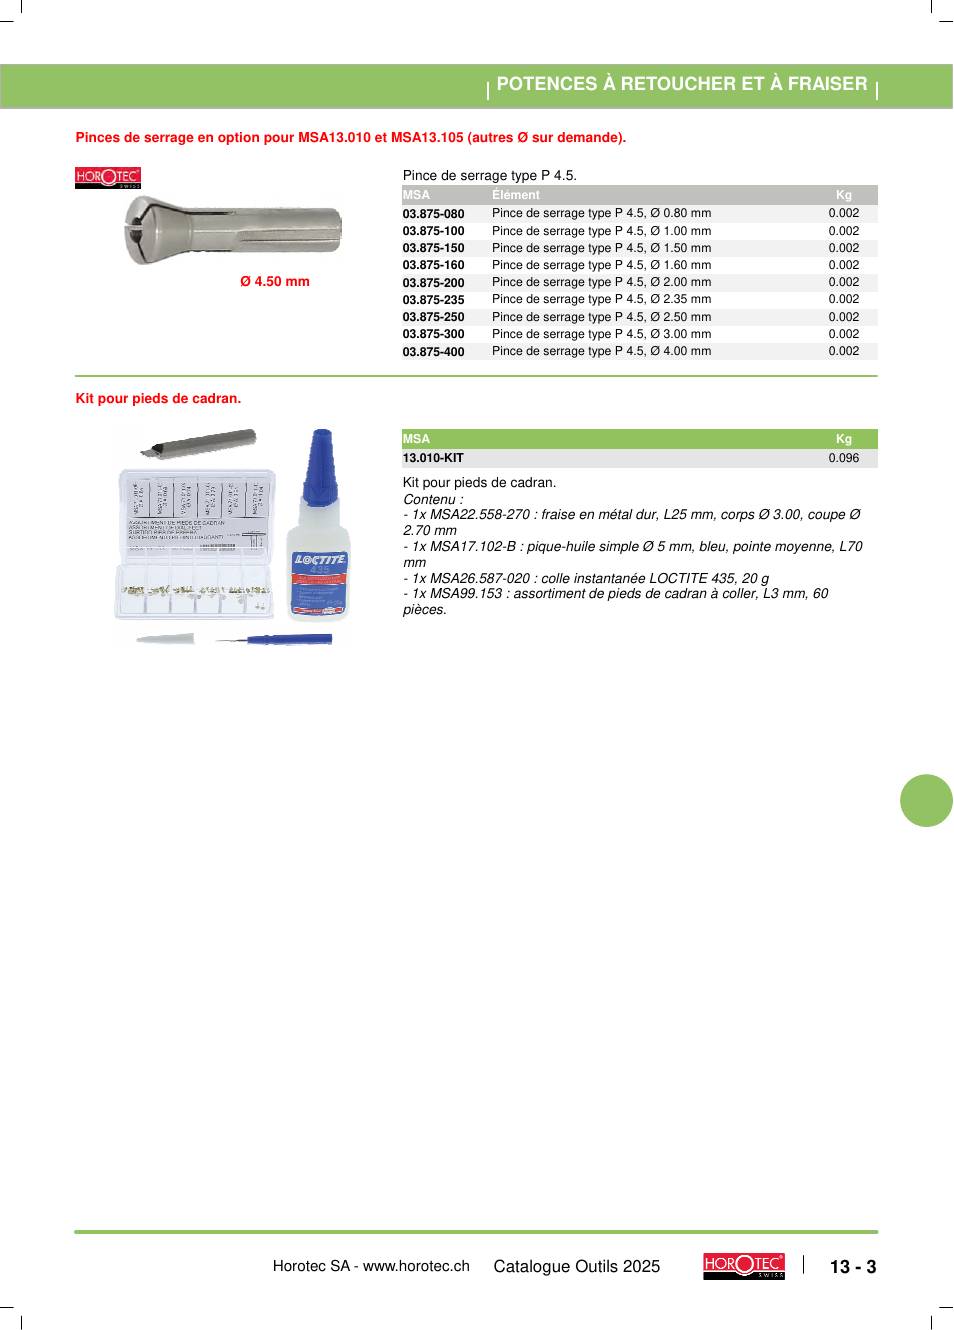 POTENCES À RETOUCHER ET À FRAISER
Pinces de serrage en option pour MSA13.010 et MSA13.105 (autres Ø sur demande).
HOROTEC®
SWISS
Ø 4.50 mm
Pince de serrage type P 4.5.
MSA Élément Kg
03.875-080 Pince de serrage type P 4.5, Ø 0.80 mm 0.002
03.875-100 Pince de serrage type P 4.5, Ø 1.00 mm 0.002
03.875-150 Pince de serrage type P 4.5, Ø 1.50 mm 0.002
03.875-160 Pince de serrage type P 4.5, Ø 1.60 mm 0.002
03.875-200 Pince de serrage type P 4.5, Ø 2.00 mm 0.002
03.875-235 Pince de serrage type P 4.5, Ø 2.35 mm 0.002
03.875-250 Pince de serrage type P 4.5, Ø 2.50 mm 0.002
03.875-300 Pince de serrage type P 4.5, Ø 3.00 mm 0.002
03.875-400 Pince de serrage type P 4.5, Ø 4.00 mm 0.002
Kit pour pieds de cadran.
ASSORTIMENT DE PIEDS DE CADRAN
LOCTITE
435
MSA Kg
13.010-KIT 0.096
Kit pour pieds de cadran.
Contenu :
- 1x MSA22.558-270 : fraise en métal dur, L25 mm, corps Ø 3.00, coupe Ø
2.70 mm
- 1x MSA17.102-B : pique-huile simple Ø 5 mm, bleu, pointe moyenne, L70
mm
- 1x MSA26.587-020 : colle instantanée LOCTITE 435, 20 g
- 1x MSA99.153 : assortiment de pieds de cadran à coller, L3 mm, 60
pièces.
Horotec SA - www.horotec.ch Catalogue Outils 2025 HOROTEC® SWISS 13 - 3